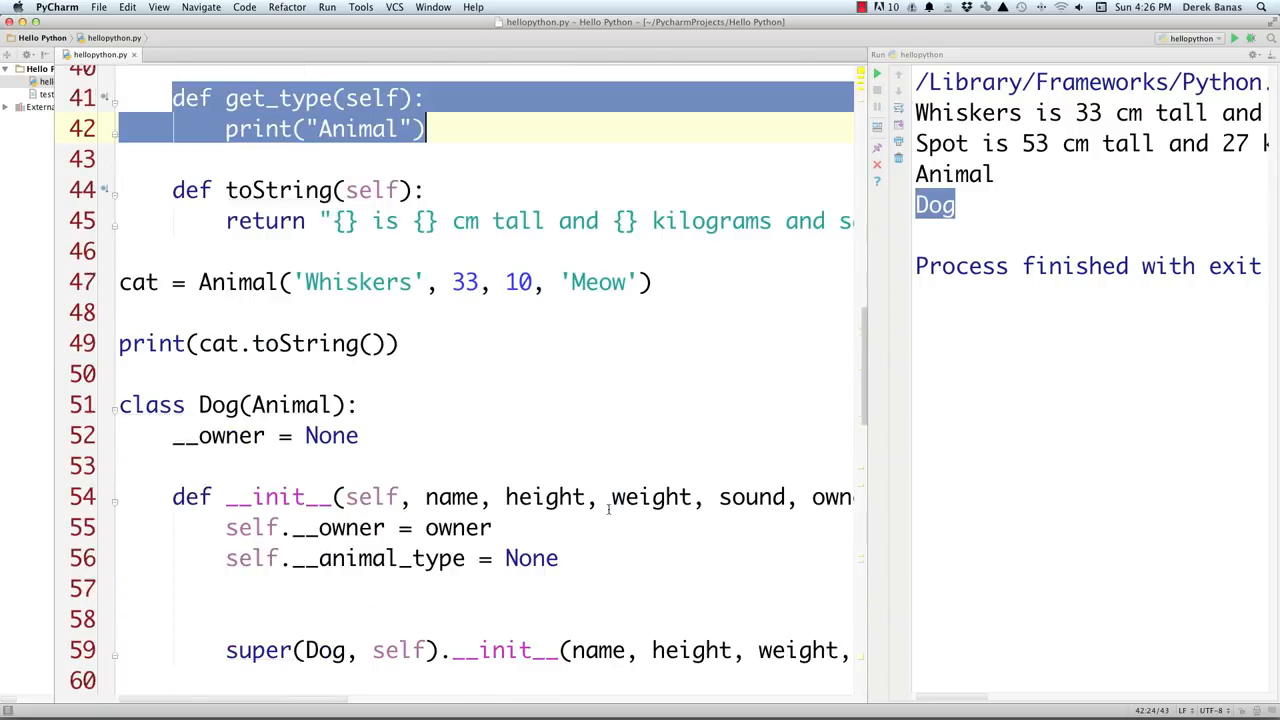 PyCharm File Edit View Navigate Code Refactor Run Tools VCS Window Help 10 Sun 4:26 PM Derek Banas
hellopython.py - Hello Python - [~/PycharmProjects/Hello Python]
Hello Python hellopython.py hellopython
hellopython.py × Run hellopython
Hello P
hello
test
Externa
40
41 def get_type(self):
42 print("Animal")
43
44 def toString(self):
45 return "{} is {} cm tall and {} kilograms and s
46
47 cat = Animal('Whiskers', 33, 10, 'Meow')
48
49 print(cat.toString())
50
51 class Dog(Animal):
52 __owner = None
53
54 def __init__(self, name, height, weight, sound, own
55 self.__owner = owner
56 self.__animal_type = None
57
58
59 super(Dog, self).__init__(name, height, weight,
60
/Library/Frameworks/Python.
Whiskers is 33 cm tall and
Spot is 53 cm tall and 27 k
Animal
Dog
Process finished with exit
42:24/43 LF UTF-8